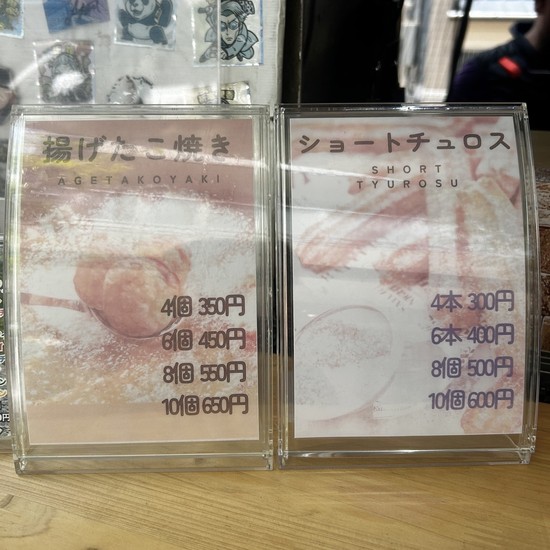 揚げたこ焼き
AGETAKOYAKI
4個 350円
6個 450円
8個 550円
10個 650円
ショートチュロス
SHORT
TYUROSU
4本 300円
6本 400円
8個 500円
10個 600円